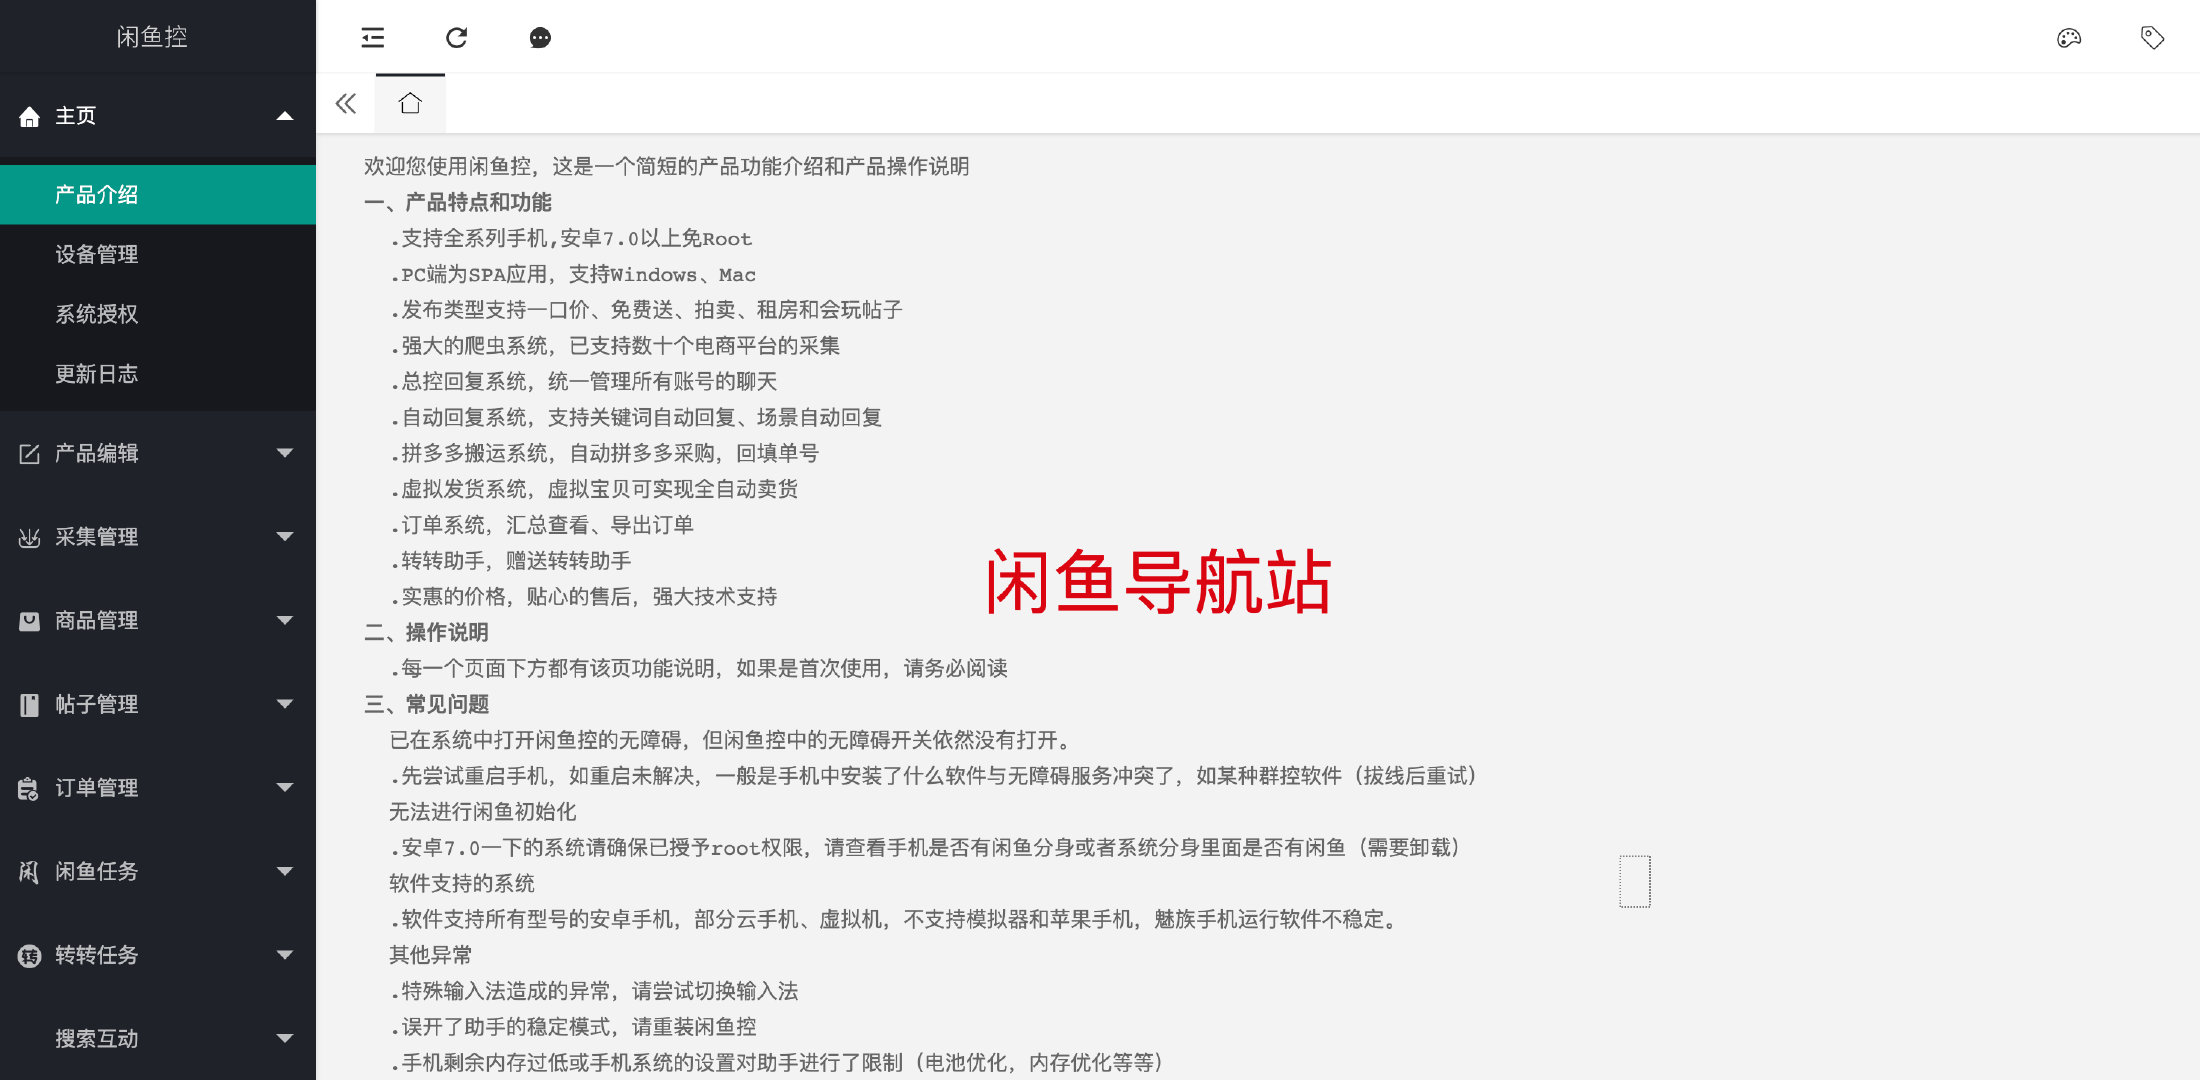 闲鱼控
主页
产品介绍
设备管理
系统授权
更新日志
产品编辑
采集管理
商品管理
帖子管理
订单管理
闲鱼任务
转转任务
搜索互动
欢迎您使用闲鱼控，这是一个简短的产品功能介绍和产品操作说明
一、产品特点和功能
.支持全系列手机,安卓7.0以上免Root
.PC端为SPA应用，支持Windows、Mac
.发布类型支持一口价、免费送、拍卖、租房和会玩帖子
.强大的爬虫系统，已支持数十个电商平台的采集
.总控回复系统，统一管理所有账号的聊天
.自动回复系统，支持关键词自动回复、场景自动回复
.拼多多搬运系统，自动拼多多采购，回填单号
.虚拟发货系统，虚拟宝贝可实现全自动卖货
.订单系统，汇总查看、导出订单
.转转助手，赠送转转助手
.实惠的价格，贴心的售后，强大技术支持
闲鱼导航站
二、操作说明
.每一个页面下方都有该页功能说明，如果是首次使用，请务必阅读
三、常见问题
已在系统中打开闲鱼控的无障碍，但闲鱼控中的无障碍开关依然没有打开。
.先尝试重启手机，如重启未解决，一般是手机中安装了什么软件与无障碍服务冲突了，如某种群控软件（拔线后重试）
无法进行闲鱼初始化
.安卓7.0一下的系统请确保已授予root权限，请查看手机是否有闲鱼分身或者系统分身里面是否有闲鱼（需要卸载）
软件支持的系统
.软件支持所有型号的安卓手机，部分云手机、虚拟机，不支持模拟器和苹果手机，魅族手机运行软件不稳定。
其他异常
.特殊输入法造成的异常，请尝试切换输入法
.误开了助手的稳定模式，请重装闲鱼控
.手机剩余内存过低或手机系统的设置对助手进行了限制（电池优化，内存优化等等）